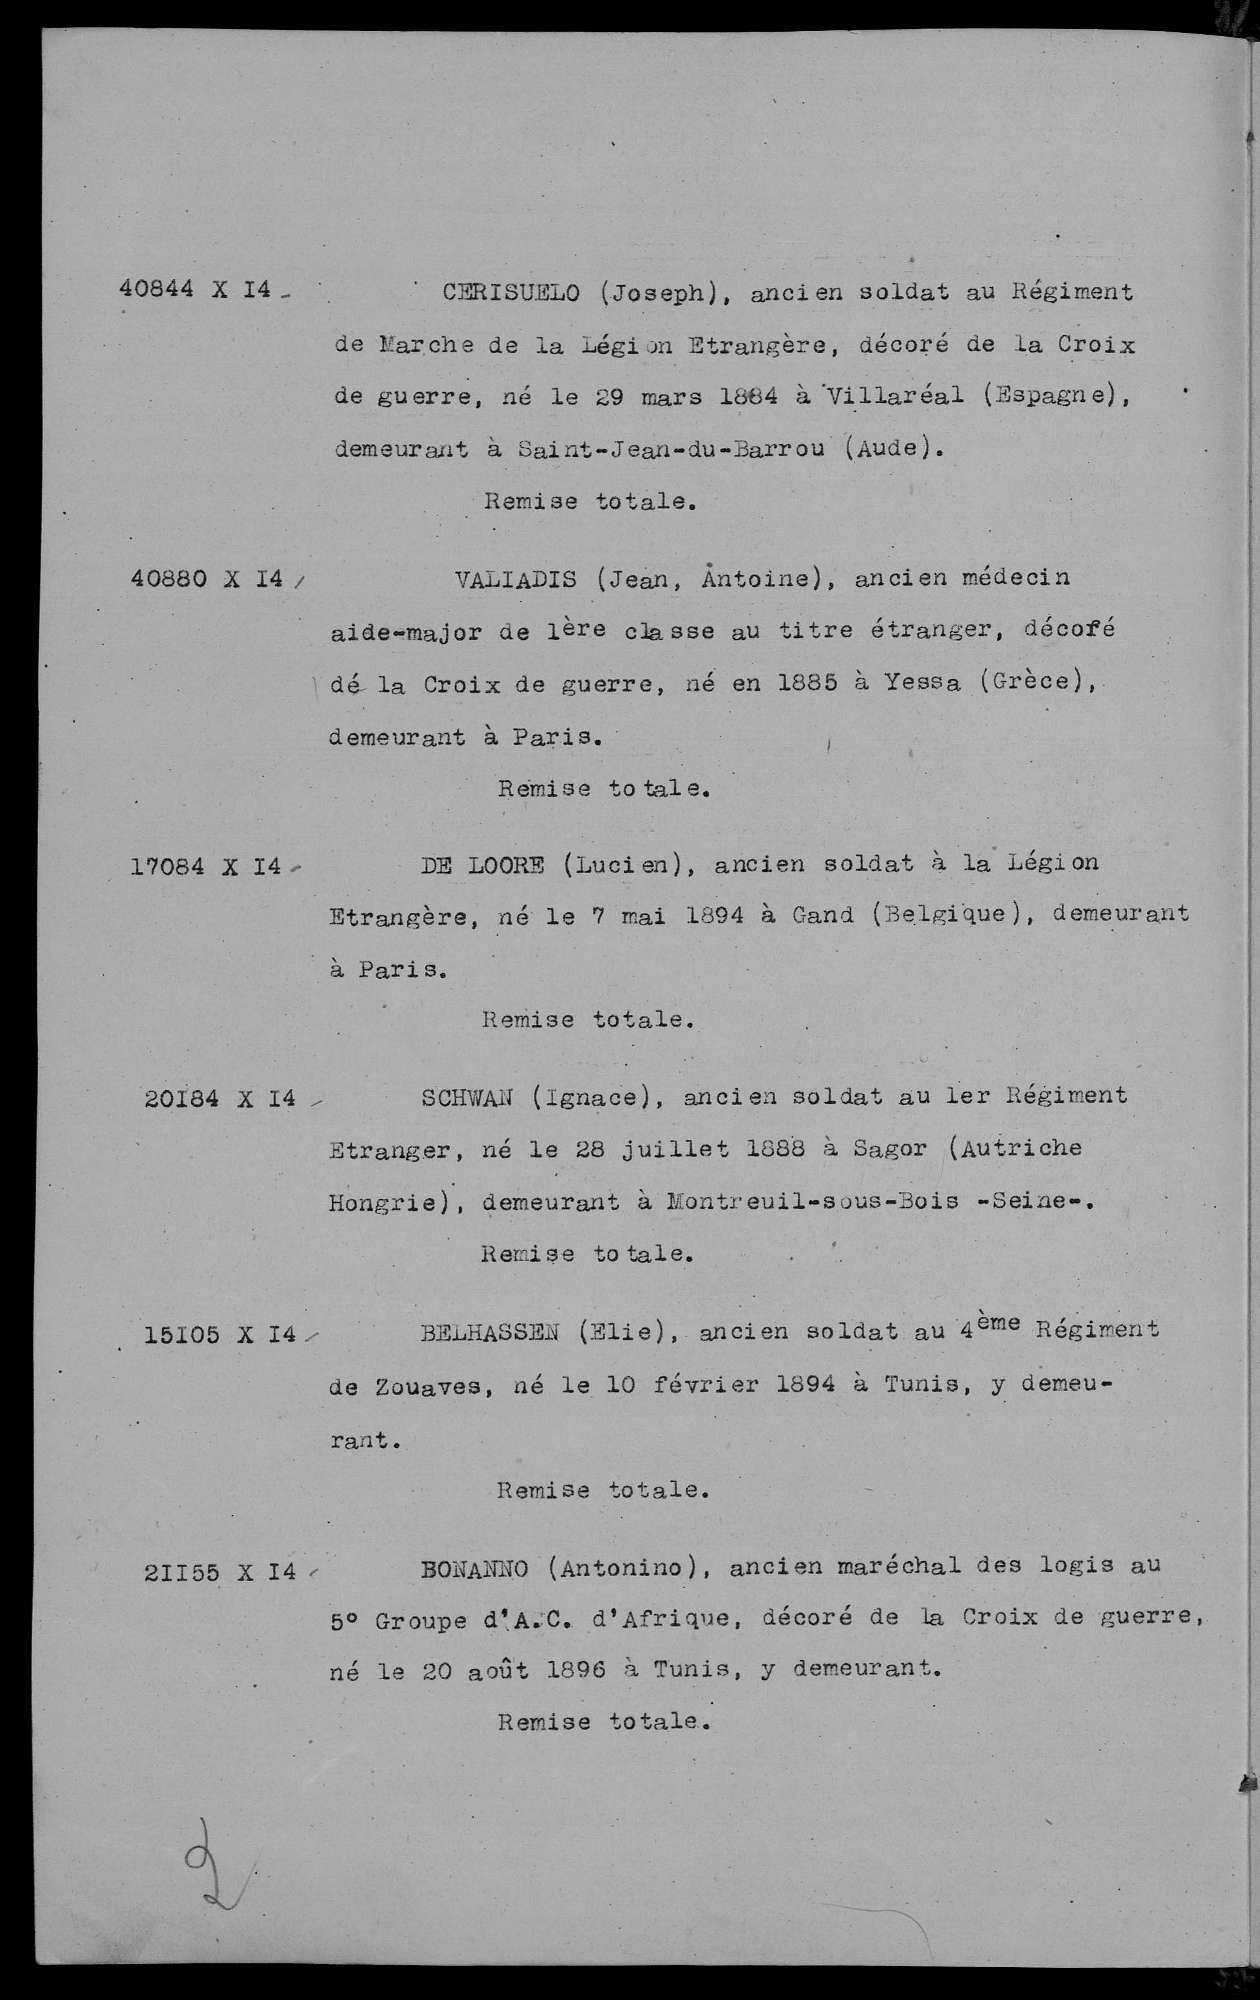 40844 X I4 - CERISUELO (Joseph), ancien soldat au Régiment
de Marche de la Légion Etrangère, décoré de la Croix
de guerre, né le 29 mars 1884 à Villaréal (Espagne),
demeurant à Saint-Jean-du-Barrou (Aude).
Remise totale.
40880 X I4 VALIADIS (Jean, Antoine), ancien médecin
aide-major de 1ère classe au titre étranger, décoré
dé la Croix de guerre, né en 1885 à Yessa (Grèce),
demeurant à Paris.
Remise totale.
17084 X I4 - DE LOORE (Lucien), ancien soldat à la Légion
Etrangère, né le 7 mai 1894 à Gand (Belgique), demeurant
à Paris.
Remise totale.
20I84 X I4 SCHWAN (Ignace), ancien soldat au 1er Régiment
Etranger, né le 28 juillet 1888 à Sagor (Autriche
Hongrie), demeurant à Montreuil-sous-Bois -Seine-.
Remise totale.
15I05 X I4 BELHASSEN (Elie), ancien soldat au 4ème Régiment
de Zouaves, né le 10 février 1894 à Tunis, y demeu-
rant.
Remise totale.
2II55 X I4 BONANNO (Antonino), ancien maréchal des logis au
5° Groupe d'A.C. d'Afrique, décoré de la Croix de guerre,
né le 20 août 1896 à Tunis, y demeurant.
Remise totale.
2